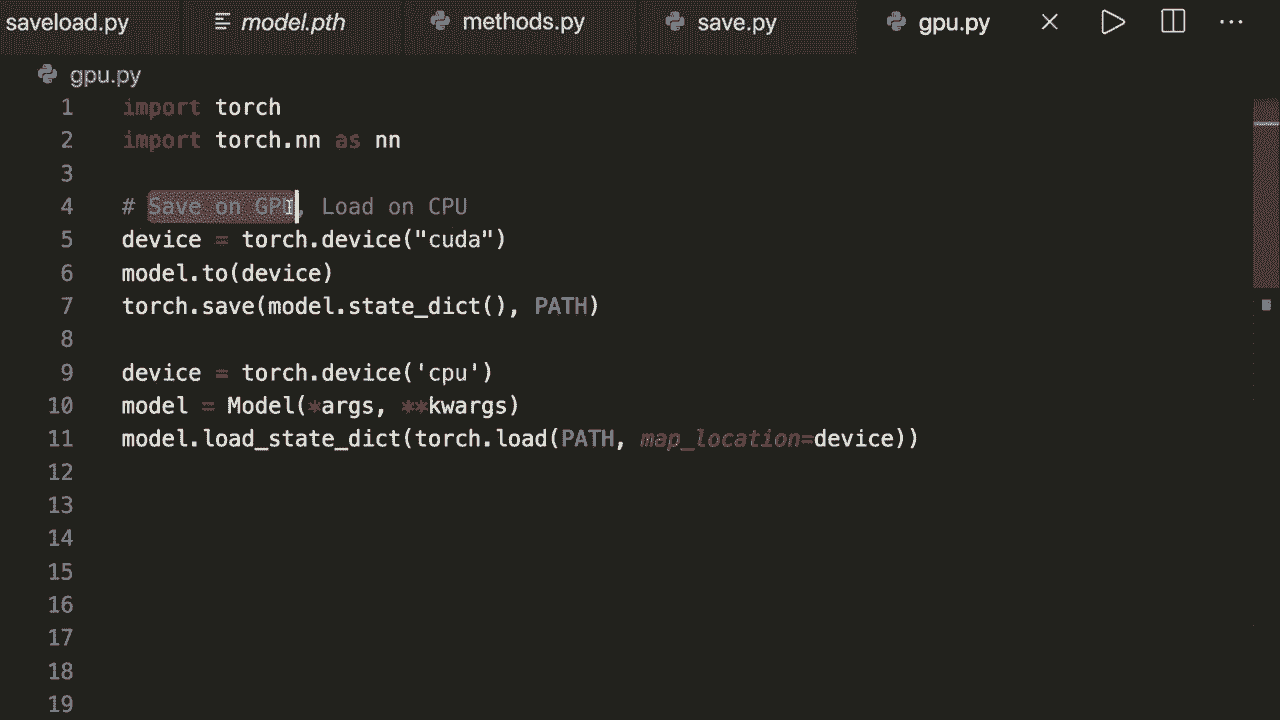 saveload.py model.pth methods.py save.py gpu.py
gpu.py
1 import torch
2 import torch.nn as nn
3
4 # Save on GPU, Load on CPU
5 device = torch.device("cuda")
6 model.to(device)
7 torch.save(model.state_dict(), PATH)
8
9 device = torch.device('cpu')
10 model = Model(*args, **kwargs)
11 model.load_state_dict(torch.load(PATH, map_location=device))
12
13
14
15
16
17
18
19